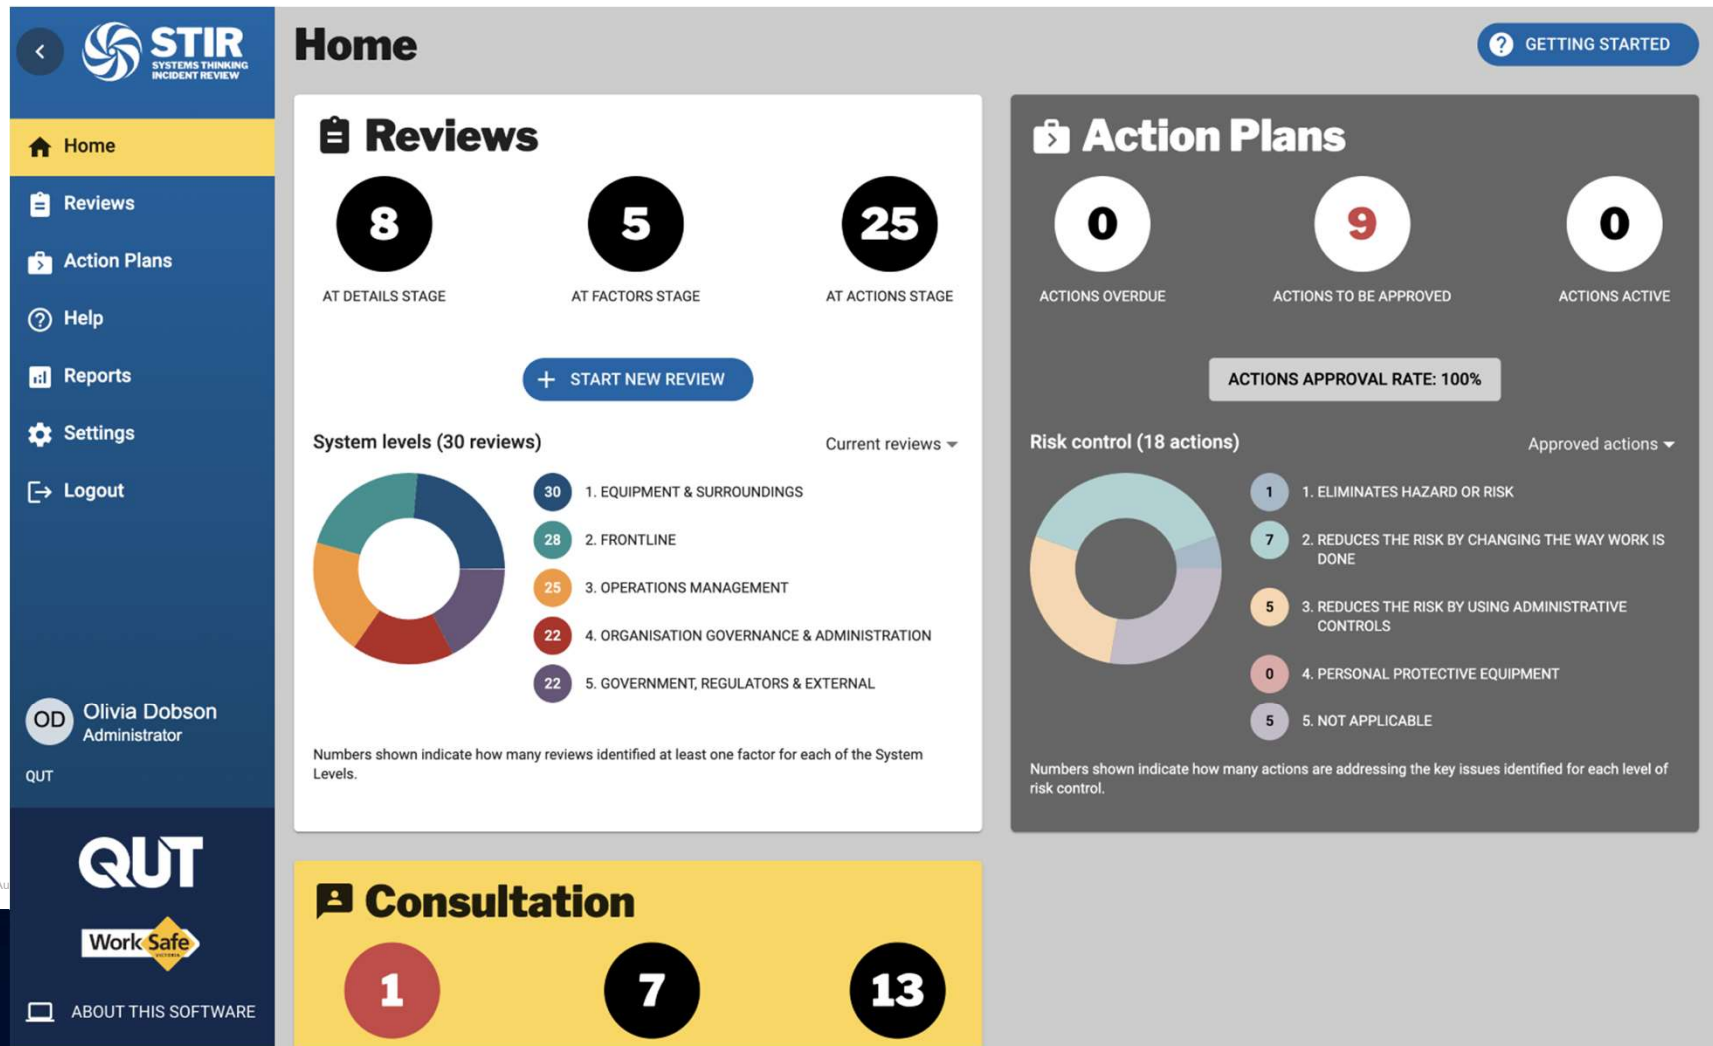 STIR
SYSTEMS THINKING
INCIDENT REVIEW
Home
Reviews
Action Plans
Help
Reports
Settings
Logout
OD
Olivia Dobson
Administrator
QUT
QUT
WorkSafe
VICTORIA
ABOUT THIS SOFTWARE
Home
? GETTING STARTED
Reviews
8
5
25
AT DETAILS STAGE
AT FACTORS STAGE
AT ACTIONS STAGE
+ START NEW REVIEW
System levels (30 reviews)
Current reviews
30 1. EQUIPMENT & SURROUNDINGS
28 2. FRONTLINE
25 3. OPERATIONS MANAGEMENT
22 4. ORGANISATION GOVERNANCE & ADMINISTRATION
22 5. GOVERNMENT, REGULATORS & EXTERNAL
Numbers shown indicate how many reviews identified at least one factor for each of the System
Levels.
Action Plans
0
9
0
ACTIONS OVERDUE
ACTIONS TO BE APPROVED
ACTIONS ACTIVE
ACTIONS APPROVAL RATE: 100%
Risk control (18 actions)
Approved actions
1 1. ELIMINATES HAZARD OR RISK
7 2. REDUCES THE RISK BY CHANGING THE WAY WORK IS
DONE
5 3. REDUCES THE RISK BY USING ADMINISTRATIVE
CONTROLS
0 4. PERSONAL PROTECTIVE EQUIPMENT
5 5. NOT APPLICABLE
Numbers shown indicate how many actions are addressing the key issues identified for each level of
risk control.
Consultation
1
7
13